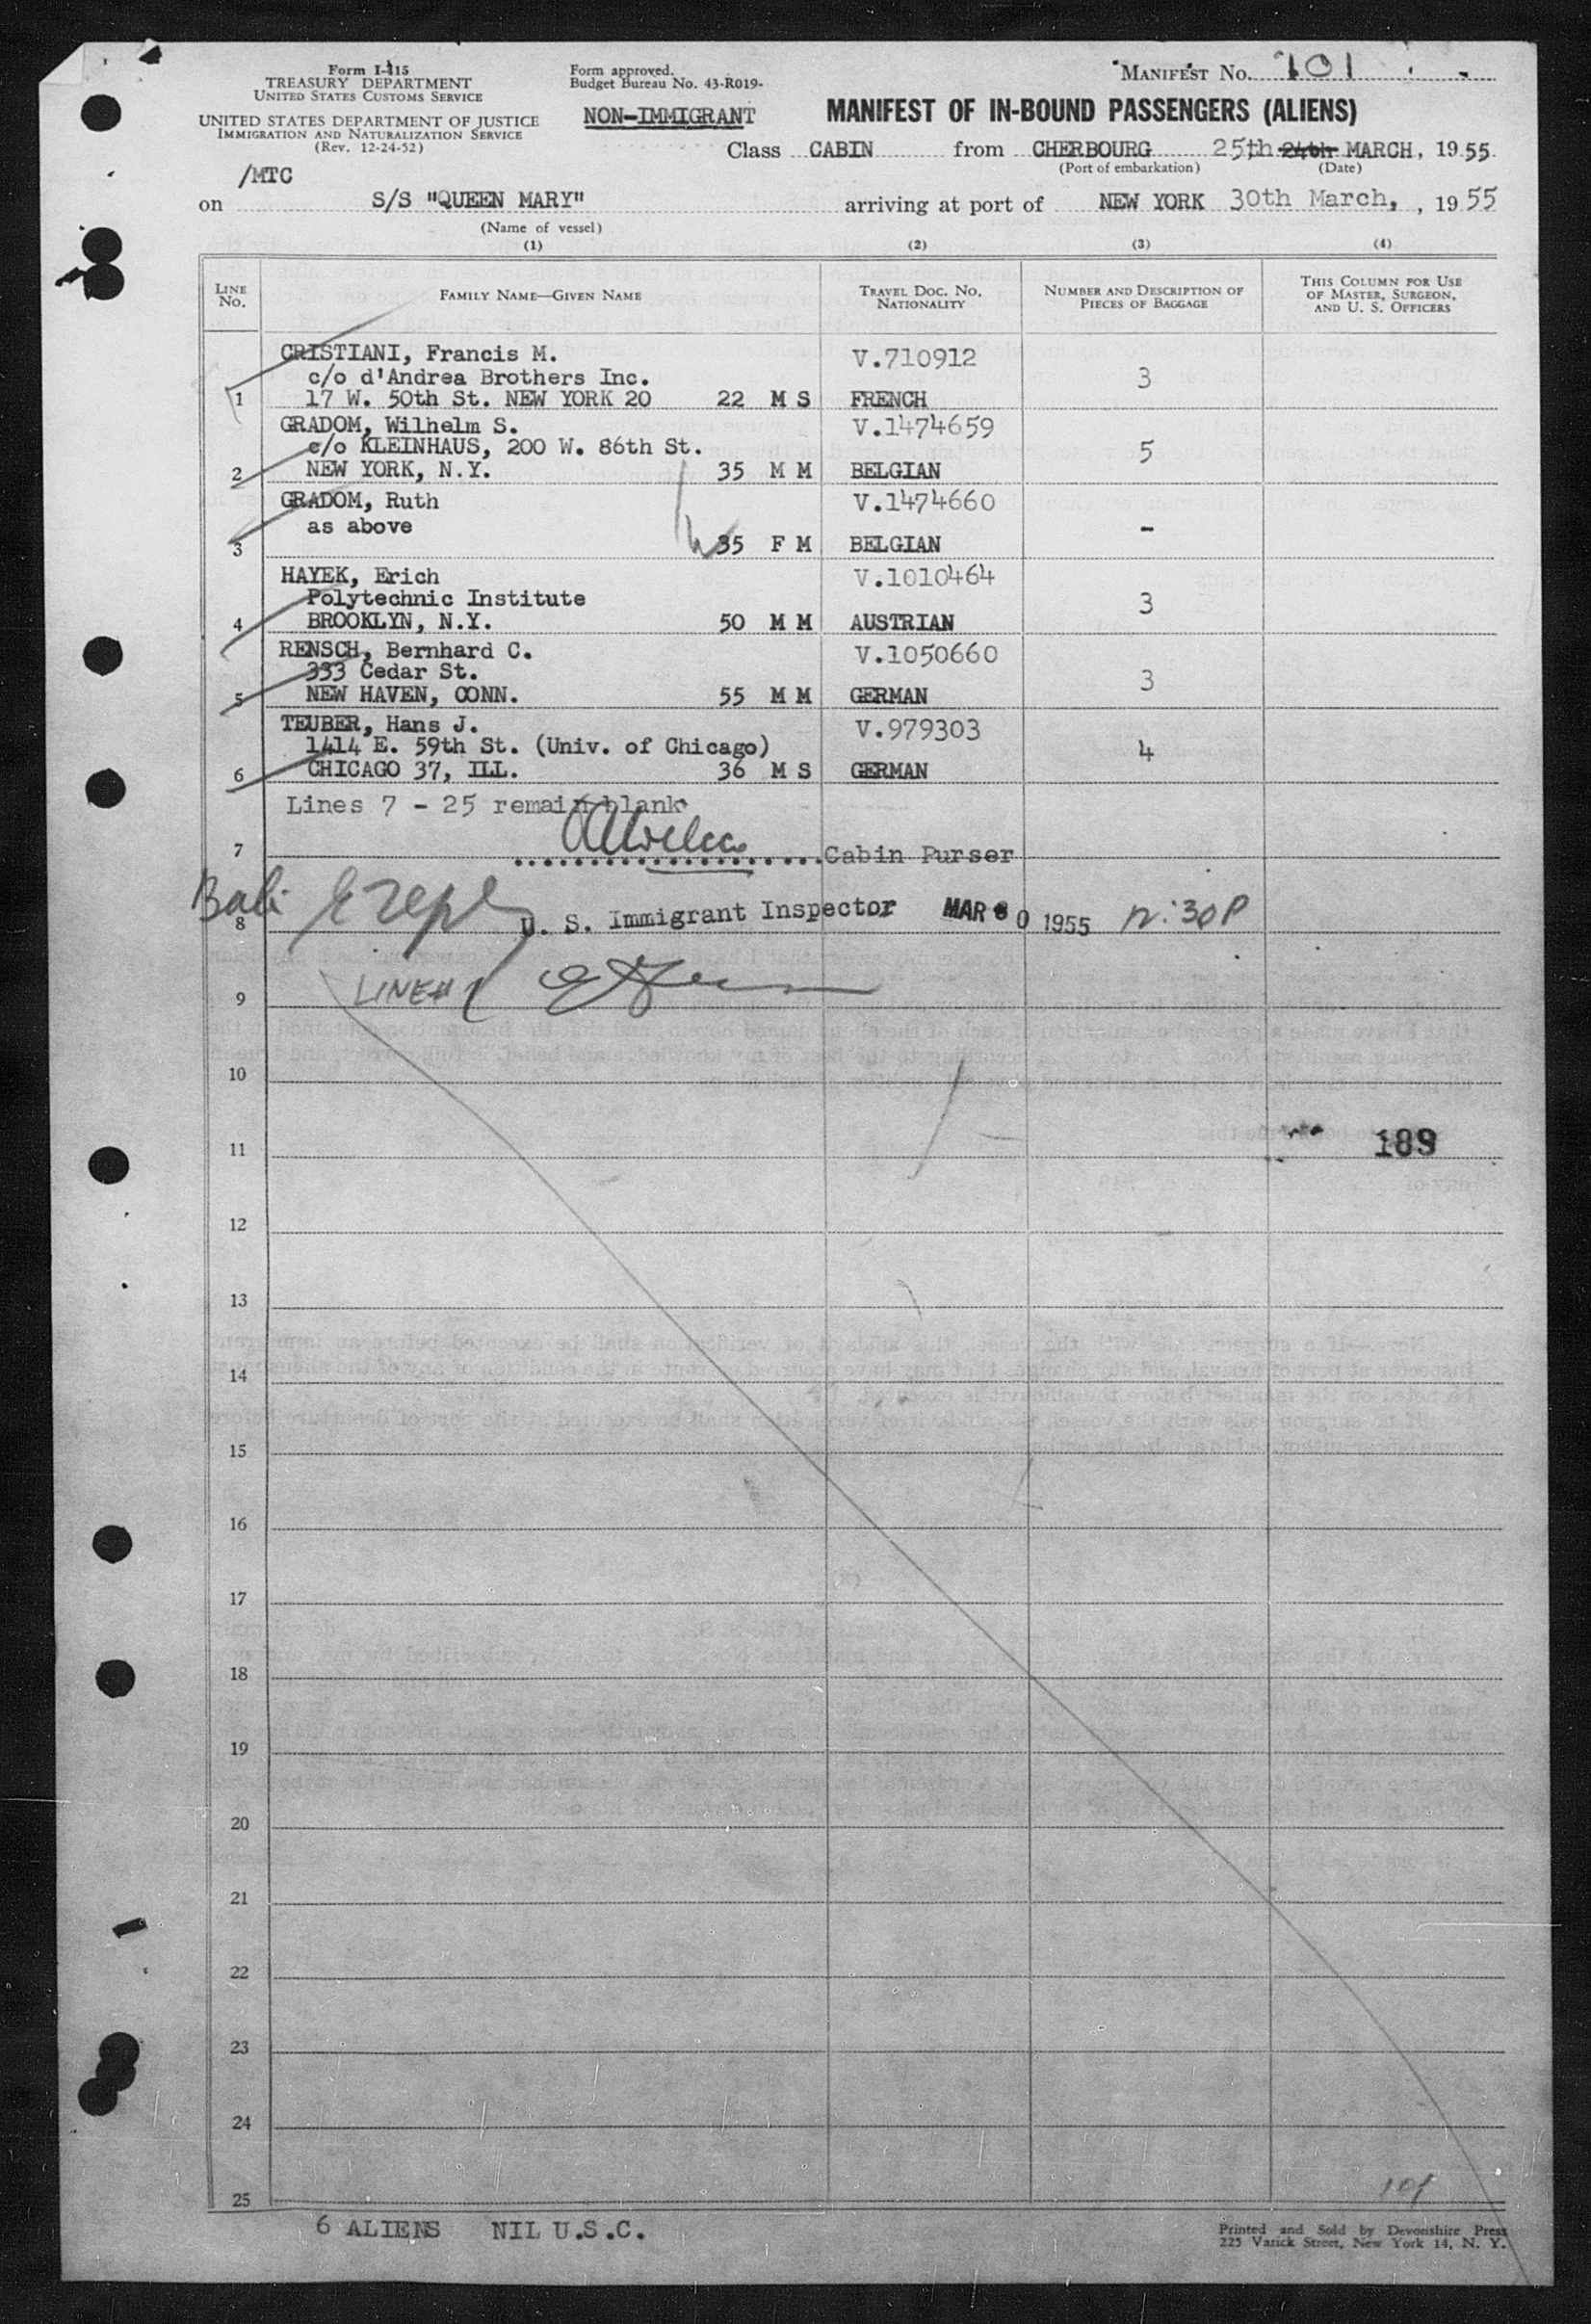 Form I-415
TREASURY DEPARTMENT
UNITED STATES CUSTOMS SERVICE
UNITED STATES DEPARTMENT OF JUSTICE
IMMIGRATION AND NATURALIZATION SERVICE
(Rev. 12-24-52)
Form approved.
Budget Bureau No. 43-R019-
NON-IMMIGRANT
MANIFEST No. 101
MANIFEST OF IN-BOUND PASSENGERS (ALIENS)
Class CABIN from CHERBOURG 25th 24th MARCH, 1955
(Port of embarkation) (Date)
/MTC
on S/S "QUEEN MARY" arriving at port of NEW YORK 30th March, , 1955
(Name of vessel)
(1) (2) (3) (4)
LINE No. FAMILY NAME—GIVEN NAME TRAVEL DOC. NO. NATIONALITY NUMBER AND DESCRIPTION OF PIECES OF BAGGAGE THIS COLUMN FOR USE OF MASTER, SURGEON, AND U. S. OFFICERS
CRISTIANI, Francis M. V.710912
c/o d'Andrea Brothers Inc. 3
1 17 W. 50th St. NEW YORK 20 22 M S FRENCH
GRADOM, Wilhelm S. V.1474659
c/o KLEINHAUS, 200 W. 86th St. 5
2 NEW YORK, N.Y. 35 M M BELGIAN
GRADOM, Ruth V.1474660
as above -
3 35 F M BELGIAN
HAYEK, Erich V.1010464
Polytechnic Institute 3
4 BROOKLYN, N.Y. 50 M M AUSTRIAN
RENSCH, Bernhard C. V.1050660
333 Cedar St. 3
5 NEW HAVEN, CONN. 55 M M GERMAN
TEUBER, Hans J. V.979303
1414 E. 59th St. (Univ. of Chicago) 4
6 CHICAGO 37, ILL. 36 M S GERMAN
Lines 7 - 25 remain blank
7 Cabin Purser
8 U. S. Immigrant Inspector MAR 30 1955 12:30P
9 LINE# 1
10
11 189
12
13
14
15
16
17
18
19
20
21
22
23
24
25 101
6 ALIENS NIL U.S.C.
Printed and Sold by Devonshire Press
225 Varick Street, New York 14, N. Y.